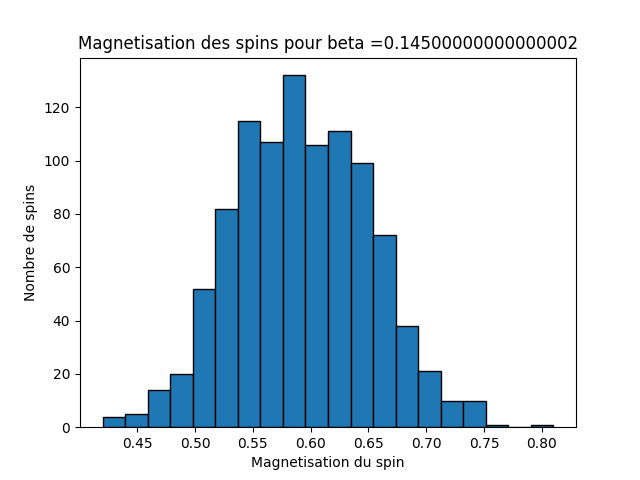 Magnetisation des spins pour beta =0.14500000000000002
Nombre de spins
120
100
80
60
40
20
0
0.45 0.50 0.55 0.60 0.65 0.70 0.75 0.80
Magnetisation du spin